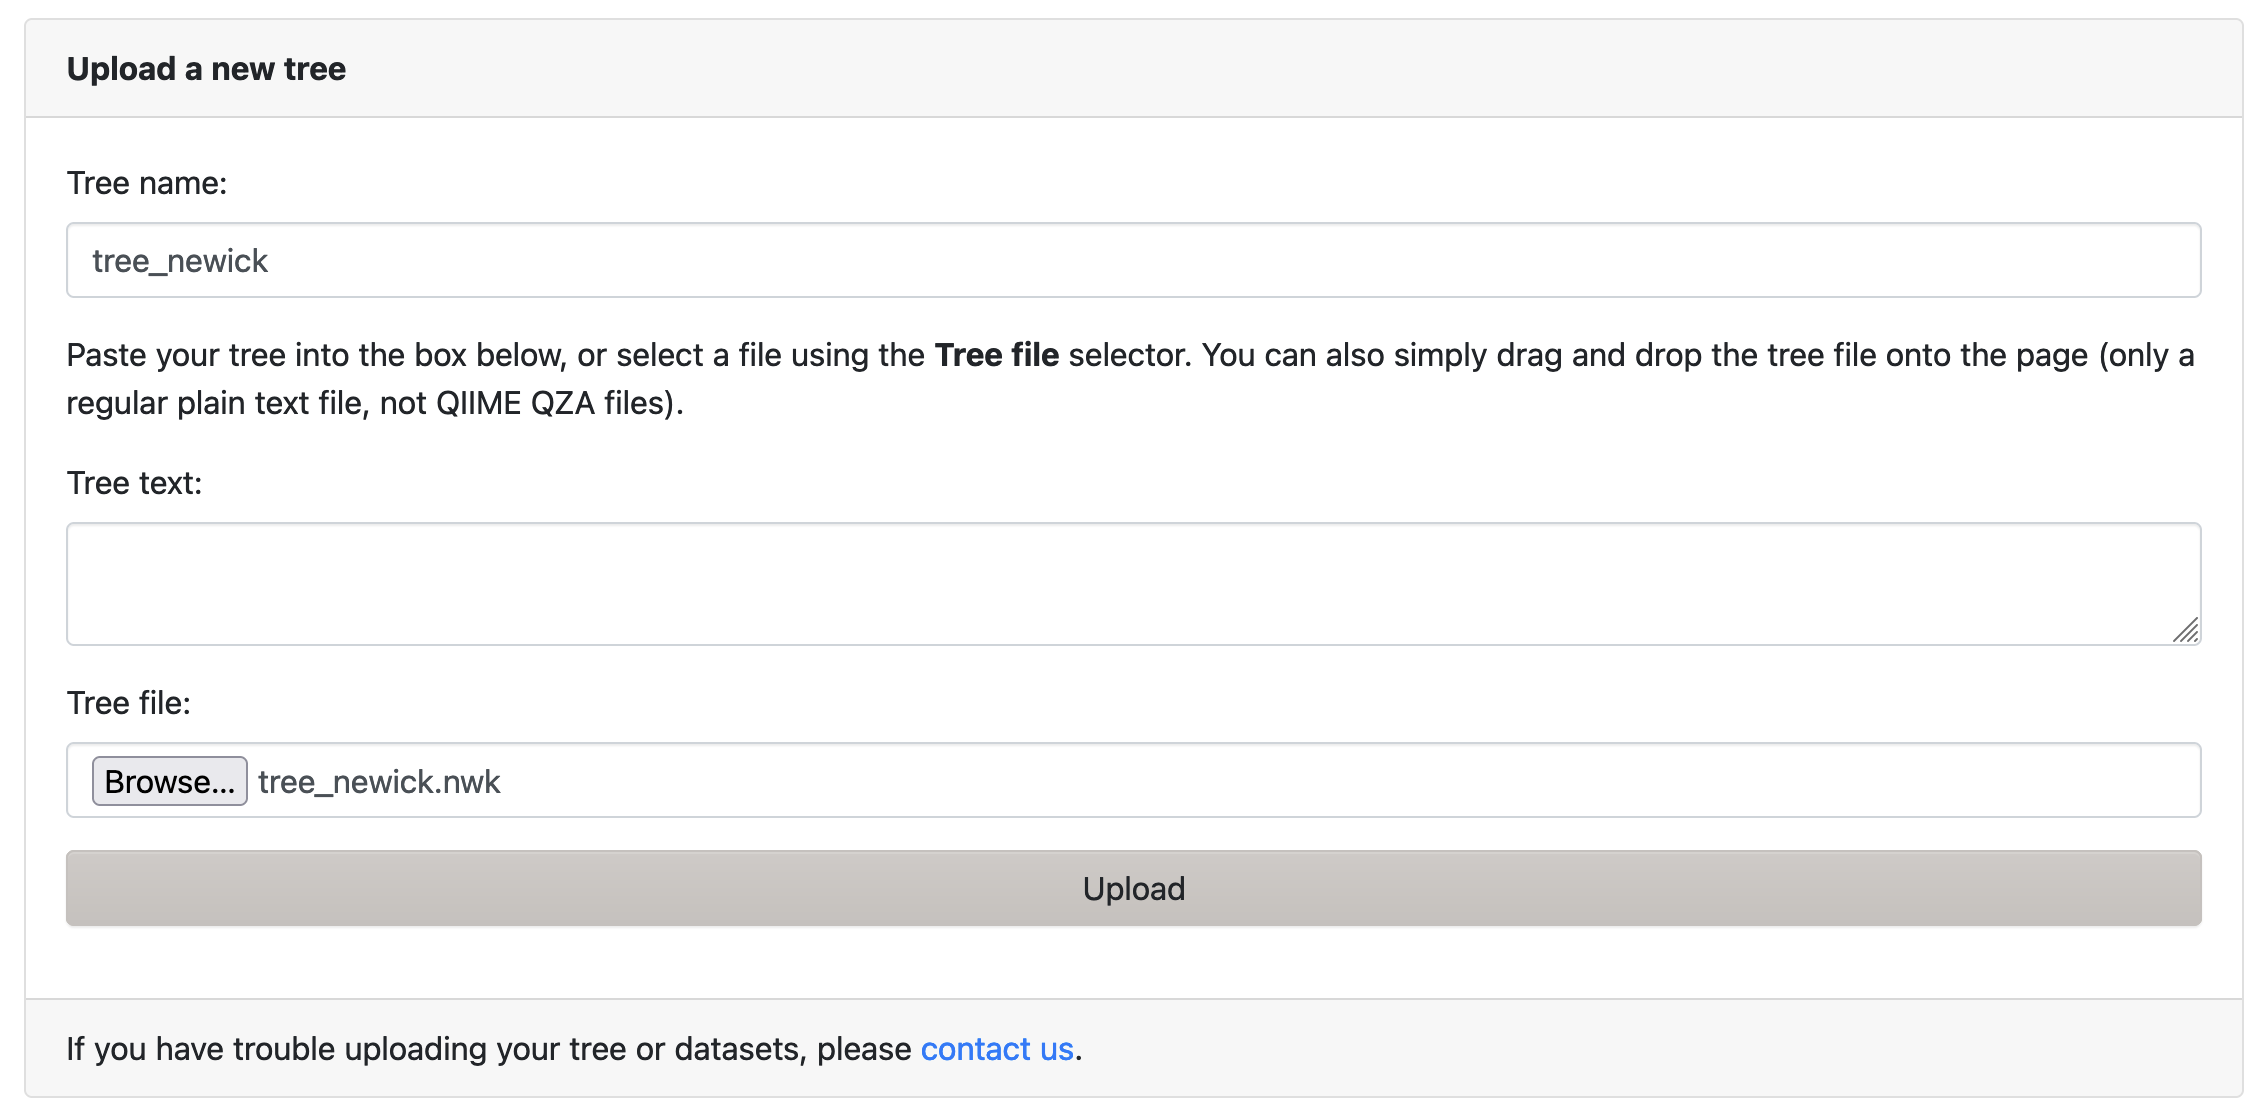 Upload a new tree
Tree name:
tree_newick
Paste your tree into the box below, or select a file using the Tree file selector. You can also simply drag and drop the tree file onto the page (only a
regular plain text file, not QIIME QZA files).
Tree text:
Tree file:
Browse... tree_newick.nwk
Upload
If you have trouble uploading your tree or datasets, please contact us.